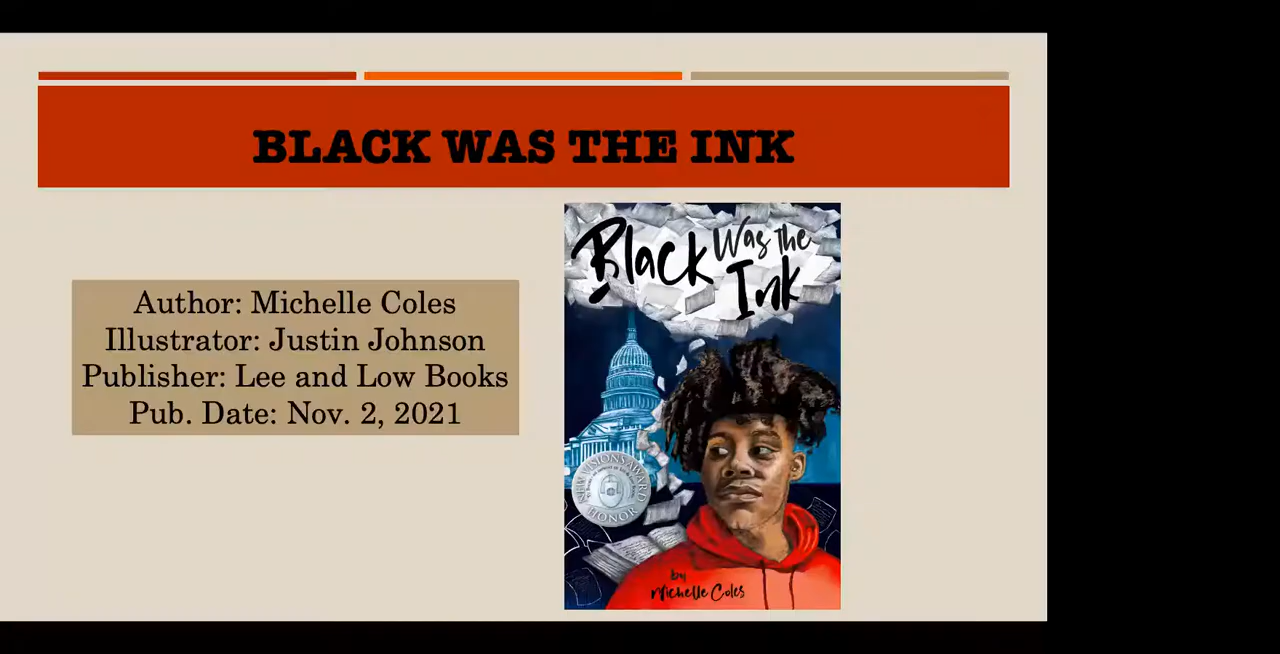 BLACK WAS THE INK
Author: Michelle Coles
Illustrator: Justin Johnson
Publisher: Lee and Low Books
Pub. Date: Nov. 2, 2021
Black Was the
Ink
NEW VISIONS AWARD
HONOR
by
Michelle Coles